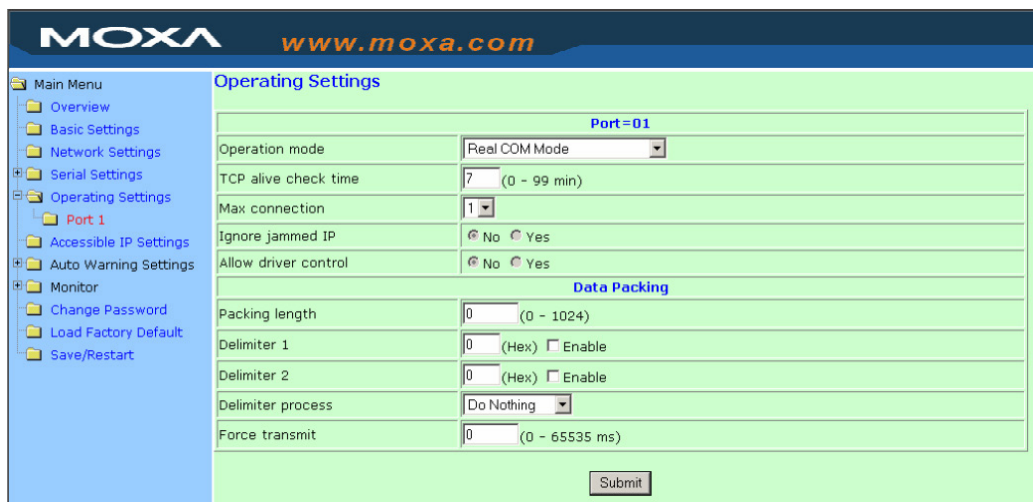 MOXA www.moxa.com
Main Menu
Overview
Basic Settings
Network Settings
Serial Settings
Operating Settings
Port 1
Accessible IP Settings
Auto Warning Settings
Monitor
Change Password
Load Factory Default
Save/Restart
Operating Settings
Port=01
Operation mode Real COM Mode
TCP alive check time 7 (0 - 99 min)
Max connection 1
Ignore jammed IP No Yes
Allow driver control No Yes
Data Packing
Packing length 0 (0 - 1024)
Delimiter 1 0 (Hex) Enable
Delimiter 2 0 (Hex) Enable
Delimiter process Do Nothing
Force transmit 0 (0 - 65535 ms)
Submit